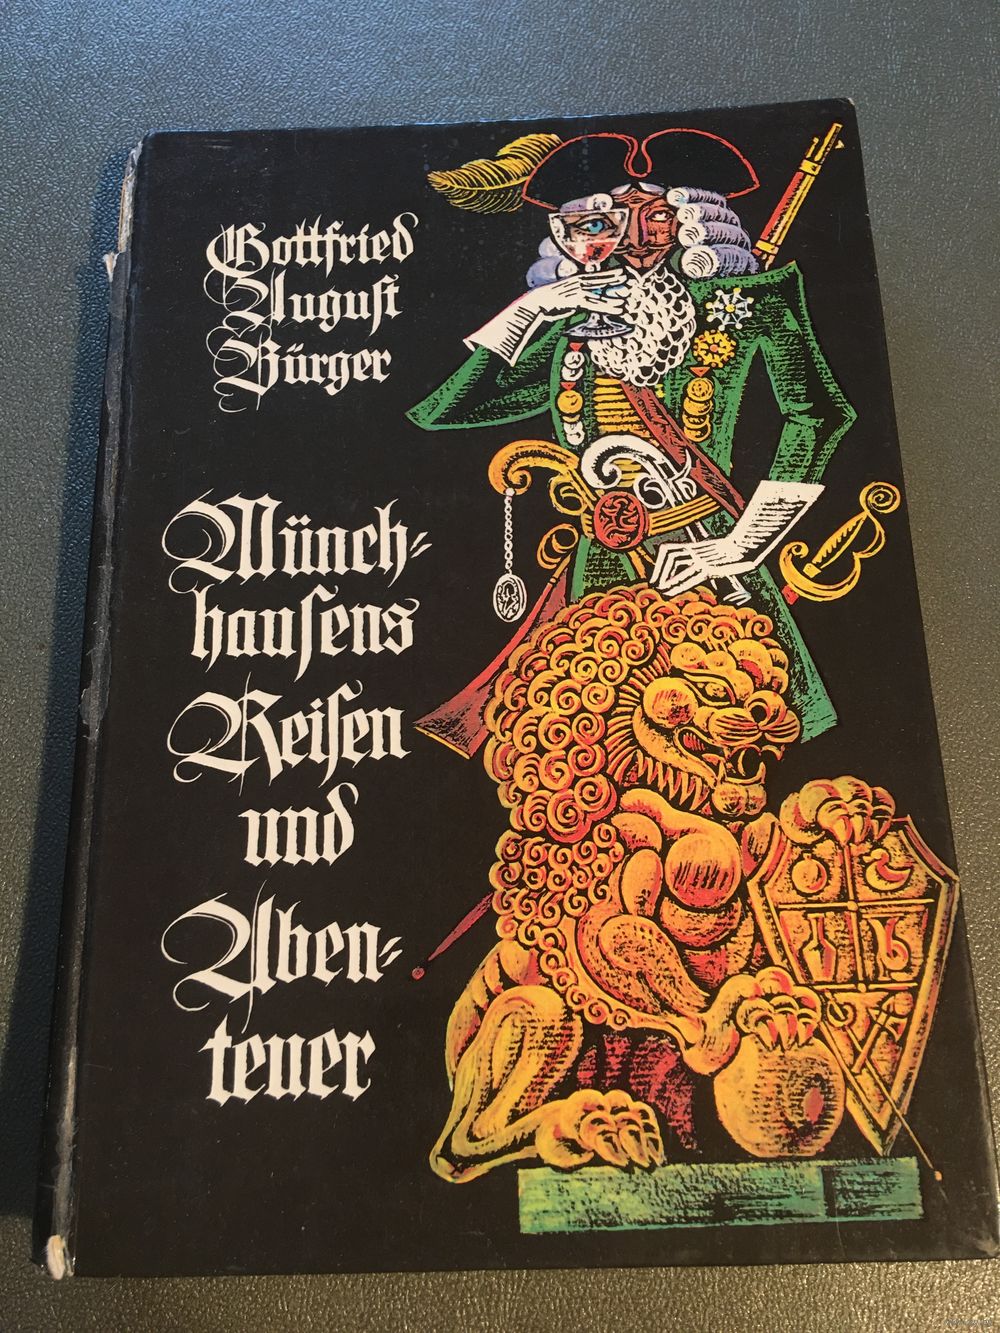 Gottfried
August
Bürger
Münch-
hauſens
Reiſen
und
Aben-
teuer